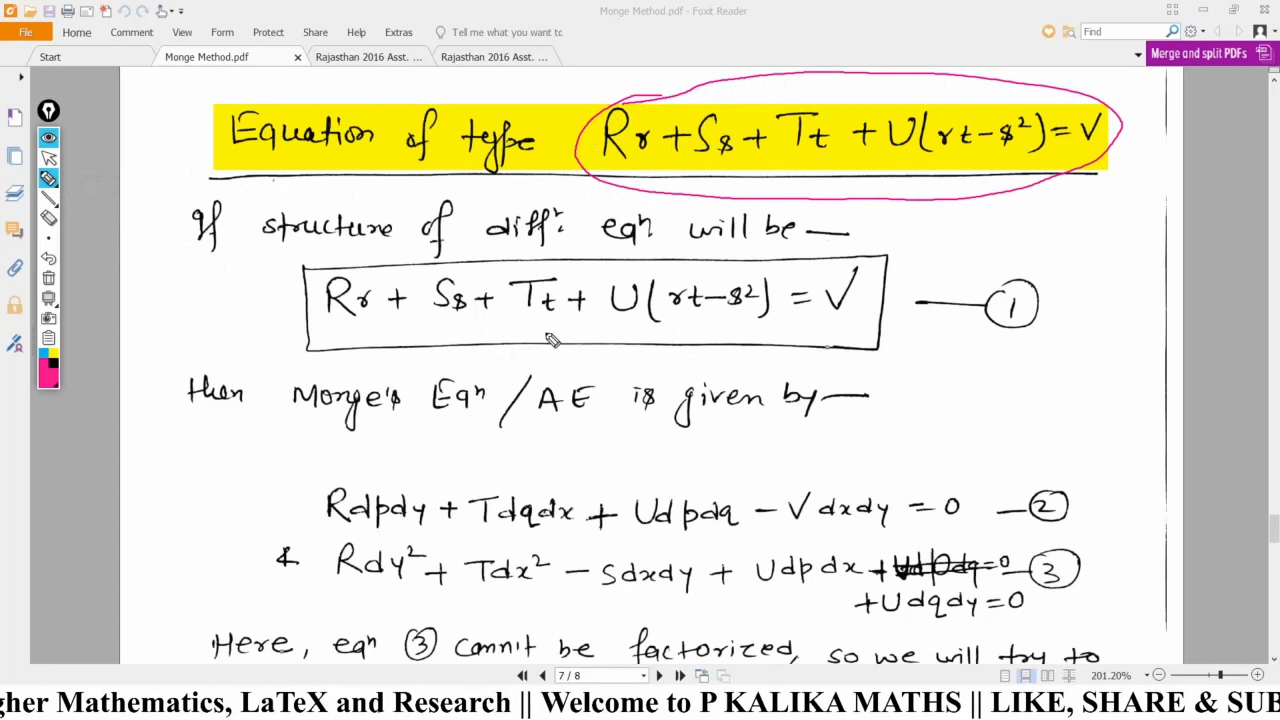 Monge Method.pdf - Foxit Reader
File Home Comment View Form Protect Share Help Extras Tell me what you want to Find
Start Monge Method.pdf Rajasthan 2016 Asst. ... Rajasthan 2016 Asst. ... Merge and split PDFs
Equation of type Rr + Ss + Tt + U(rt-s²) = V
If structure of diffⁿ. eqⁿ. will be —
Rr + Ss + Tt + U(rt-s²) = V — ①
then Monge's Eqⁿ / AE is given by —
Rdpdy + Tdqdx + Udpdq - Vdxdy = 0 — ②
& Rdy² + Tdx² - Sdxdy + Udpdx — ③
+ Udqdy = 0
Here, eqⁿ ③ cannit be factorized, so we will try to
7 / 8 201.20%
gher Mathematics, LaTeX and Research || Welcome to P KALIKA MATHS || LIKE, SHARE & SUB